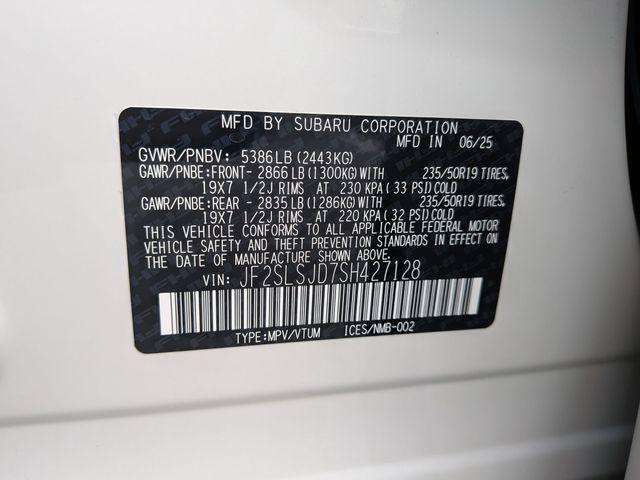 MFD BY SUBARU CORPORATION
MFD IN 06/25
GVWR/PNBV: 5386LB(2443KG)
GAWR/PNBE:FRONT- 2866LB(1300KG)WITH 235/50R19 TIRES,
19X7 1/2J RIMS AT 230 KPA(33 PSI)COLD
GAWR/PNBE:REAR - 2835LB(1286KG)WITH 235/50R19 TIRES,
19X7 1/2J RIMS AT 220 KPA(32 PSI)COLD
THIS VEHICLE CONFORMS TO ALL APPLICABLE FEDERAL MOTOR
VEHICLE SAFETY AND THEFT PREVENTION STANDARDS IN EFFECT ON
THE DATE OF MANUFACTURE SHOWN ABOVE.
VIN: JF2SLSJD7SH427128
TYPE:MPV/VTUM ICES/NMB-002